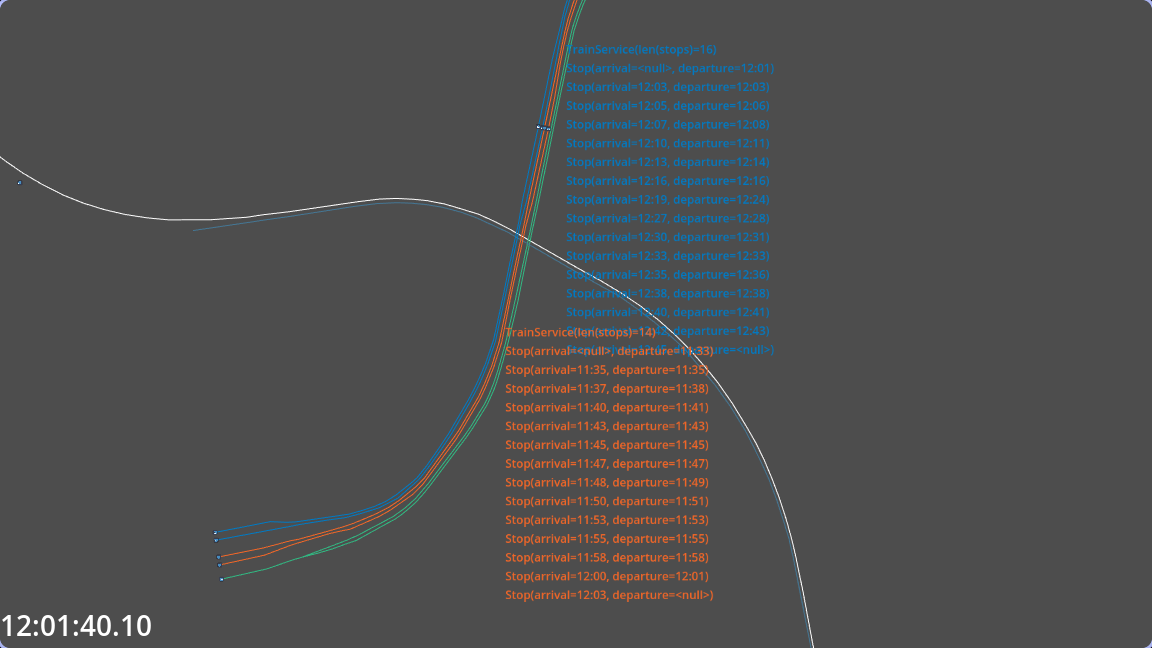 TrainService(len(stops)=16)
Stop(arrival=<null>, departure=12:01)
Stop(arrival=12:03, departure=12:03)
Stop(arrival=12:05, departure=12:06)
Stop(arrival=12:07, departure=12:08)
Stop(arrival=12:10, departure=12:11)
Stop(arrival=12:13, departure=12:14)
Stop(arrival=12:16, departure=12:16)
Stop(arrival=12:19, departure=12:24)
Stop(arrival=12:27, departure=12:28)
Stop(arrival=12:30, departure=12:31)
Stop(arrival=12:33, departure=12:33)
Stop(arrival=12:35, departure=12:36)
Stop(arrival=12:38, departure=12:38)
Stop(arrival=12:40, departure=12:41)
departure=12:43)
departure=<null>)
TrainService(len(stops)=14)
Stop(arrival=<null>, departure=11:33)
Stop(arrival=11:35, departure=11:35)
Stop(arrival=11:37, departure=11:38)
Stop(arrival=11:40, departure=11:41)
Stop(arrival=11:43, departure=11:43)
Stop(arrival=11:45, departure=11:45)
Stop(arrival=11:47, departure=11:47)
Stop(arrival=11:48, departure=11:49)
Stop(arrival=11:50, departure=11:51)
Stop(arrival=11:53, departure=11:53)
Stop(arrival=11:55, departure=11:55)
Stop(arrival=11:58, departure=11:58)
Stop(arrival=12:00, departure=12:01)
Stop(arrival=12:03, departure=<null>)
12:01:40.10